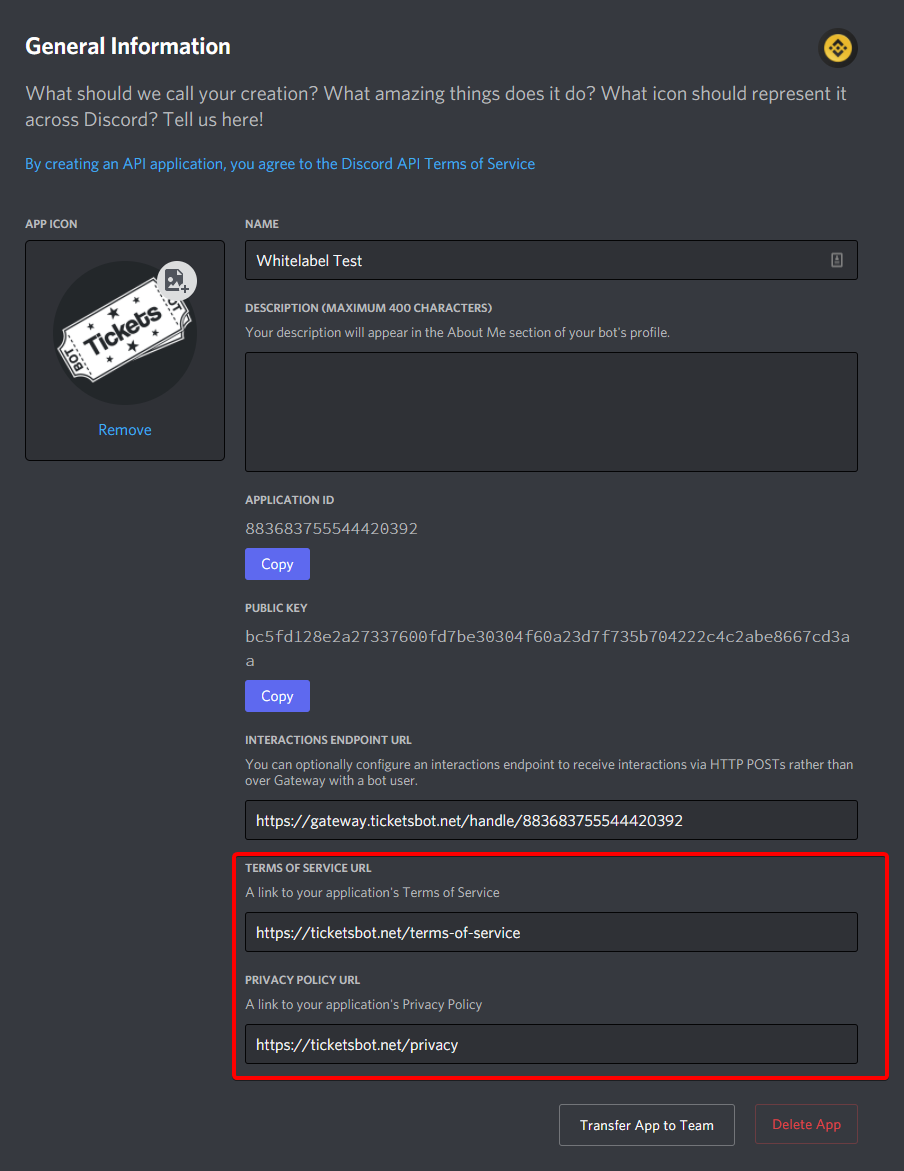 General Information
What should we call your creation? What amazing things does it do? What icon should represent it
across Discord? Tell us here!
By creating an API application, you agree to the Discord API Terms of Service
APP ICON
BOT
Tickets
BOT
Remove
NAME
Whitelabel Test
DESCRIPTION (MAXIMUM 400 CHARACTERS)
Your description will appear in the About Me section of your bot's profile.
APPLICATION ID
883683755544420392
Copy
PUBLIC KEY
bc5fd128e2a27337600fd7be30304f60a23d7f735b704222c4c2abe8667cd3a
a
Copy
INTERACTIONS ENDPOINT URL
You can optionally configure an interactions endpoint to receive interactions via HTTP POSTs rather than
over Gateway with a bot user.
https://gateway.ticketsbot.net/handle/883683755544420392
TERMS OF SERVICE URL
A link to your application's Terms of Service
https://ticketsbot.net/terms-of-service
PRIVACY POLICY URL
A link to your application's Privacy Policy
https://ticketsbot.net/privacy
Transfer App to Team
Delete App